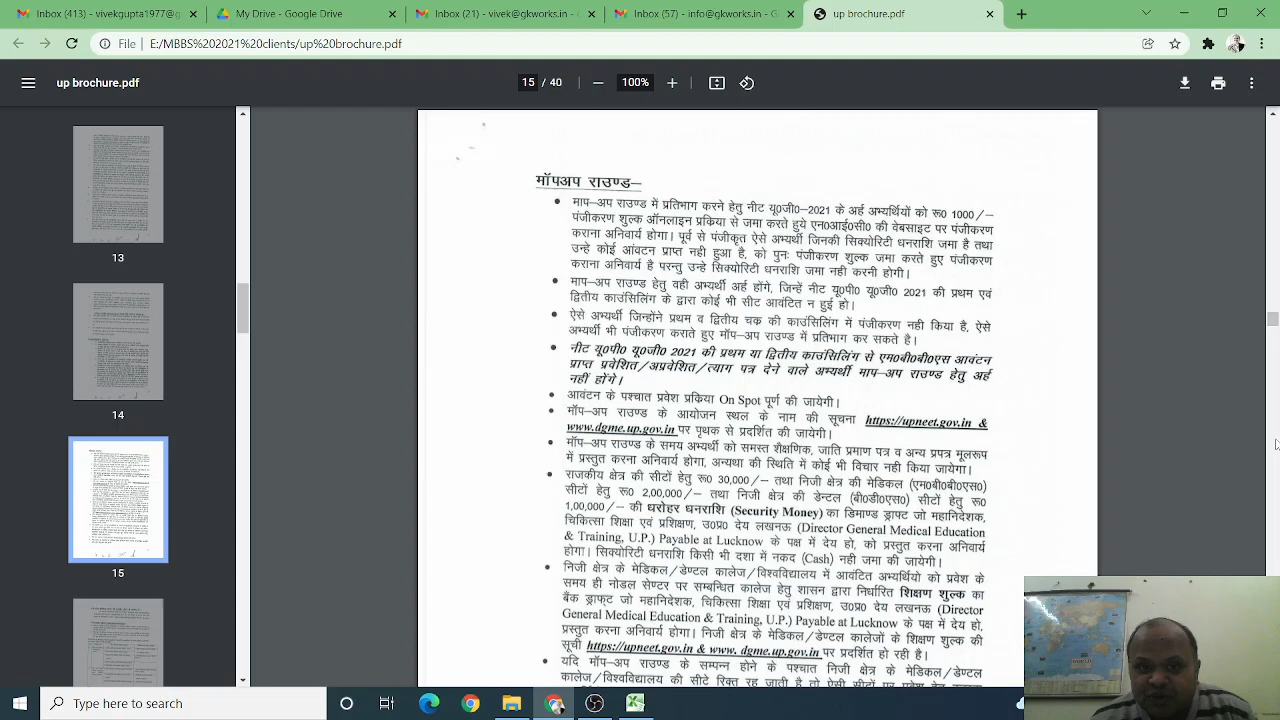 Inbox (415) - vivekgupta1977@
My Drive - Google Drive
Inbox (21) - vivek@gkworks.in
Inbox (57) - info@gkworks.in - G
up brochure.pdf
File | E:/MBBS%202021%20clients/up%20brochure.pdf
up brochure.pdf
15 / 40
100%
13
14
15
मॉपअप राउण्ड—
• माप—अप राउण्ड में प्रतिभाग करने हेतु नीट यू0जी0—2021 के अर्ह अभ्यर्थियों को रू0 1000/—
पंजीकरण शुल्क ऑनलाइन प्रकिया से जमा करते हुये एन0आई0सी0 की वेबसाइट पर पंजीकरण
कराना अनिवार्य होगा। पूर्व से पंजीकृत ऐसे अभ्यर्थी जिनकी सिक्योरिटी धनराशि जमा है तथा
उन्हे कोई आंवटन प्राप्त नही हुआ है, को पुनः पंजीकरण शुल्क जमा करते हुए पंजीकरण
कराना अनिवार्य है परन्तु उन्हे सिक्योरिटी धनराशि जमा नही करनी होगी।
• माप—अप राउण्ड हेतु वही अभ्यर्थी अर्ह होंगे, जिन्हें नीट यू0पी0 यू0जी0 2021 की प्रथम एवं
द्वितीय काउंसिलिंग के द्वारा कोई भी सीट आवंटित न हुई हो।
• ऐसे अभ्यर्थी जिन्होने प्रथम व द्वितीय चक की काउंसिलिंग में पंजीकरण नही किया है, ऐसे
अभ्यर्थी भी पंजीकरण कराते हुए मॉप—अप राउण्ड में प्रतिभाग कर सकते है।
• नीट यू0पी0 यू0जी0 2021 की प्रथम या द्वितीय काउंसिलिंग से एम0बी0बी0एस आवंटन
प्राप्त प्रवेशित/अप्रवेशित/त्याग पत्र देने वाले अभ्यर्थी माप—अप राउण्ड हेतु अर्ह
नहीं होंगे।
• आवंटन के पश्चात प्रवेश प्रकिया On Spot पूर्ण की जायेगी।
• मॉप—अप राउण्ड के आयोजन स्थल के नाम की सूचना https://upneet.gov.in &
www.dgme.up.gov.in पर पृथक से प्रदर्शित की जायेगी।
• मॉप—अप राउण्ड के समय अभ्यर्थी को समस्त शैक्षणिक, जाति प्रमाण पत्र व अन्य प्रपत्र मूलरूप
में प्रस्तुत करना अनिवार्य होगा, अन्यथा की स्थिति में कोई भी विचार नही किया जायेगा।
• राजकीय क्षेत्र की सीटों हेतु रू0 30,000/— तथा निजी क्षेत्र की मेडिकल (एम0बी0बी0एस0)
सीटों हेतु रू0 2,00,000/— तथा निजी क्षेत्र की डेन्टल (बी0डी0एस0) सीटों हेतु रू0
1,00,000/— की धरोहर धनराशि (Security Money) का डिमाण्ड ड्राफ्ट जो महानिदेशक,
चिकित्सा शिक्षा एवं प्रशिक्षण, उ0प्र0 देय लखनऊ (Director General Medical Education
& Training, U.P.) Payable at Lucknow के पक्ष में देय हो, को प्रस्तुत करना अनिवार्य
होगा। सिक्योरिटी धनराशि किसी भी दशा में नकद (Cash) नही जमा की जायेगी।
• निजी क्षेत्र के मेडिकल/डेण्टल कालेज/विश्वविद्यालय में आवंटित अभ्यर्थियो को प्रवेश के
समय ही नोडल सेण्टर पर सम्बन्धित कालेज हेतु शासन द्वारा निर्धारित शिक्षण शुल्क का
बैंक ड्राफ्ट जो महानिदेशक, चिकित्सा शिक्षा एवं प्रशिक्षण, उ0प्र0 देय लखनऊ (Director
General Medical Education & Training, U.P.) Payable at Lucknow के पक्ष में देय हो,
प्रस्तुत करना अनिवार्य होगा। निजी क्षेत्र के मेडिकल/डेण्टल कालेजों के शिक्षण शुल्क की
सूची https://upneet.gov.in & www. dgme.up.gov.in पर प्रदर्शित हो रही है।
• यदि मॉप—अप राउण्ड के सम्पन्न होने के पश्चात निजी क्षेत्र के मेडिकल/डेण्टल
कालेज/विश्वविद्यालय की सीटे रिक्त रह जाती है तो ऐसी सीटों पर प्रवेश हेतु
Type here to search